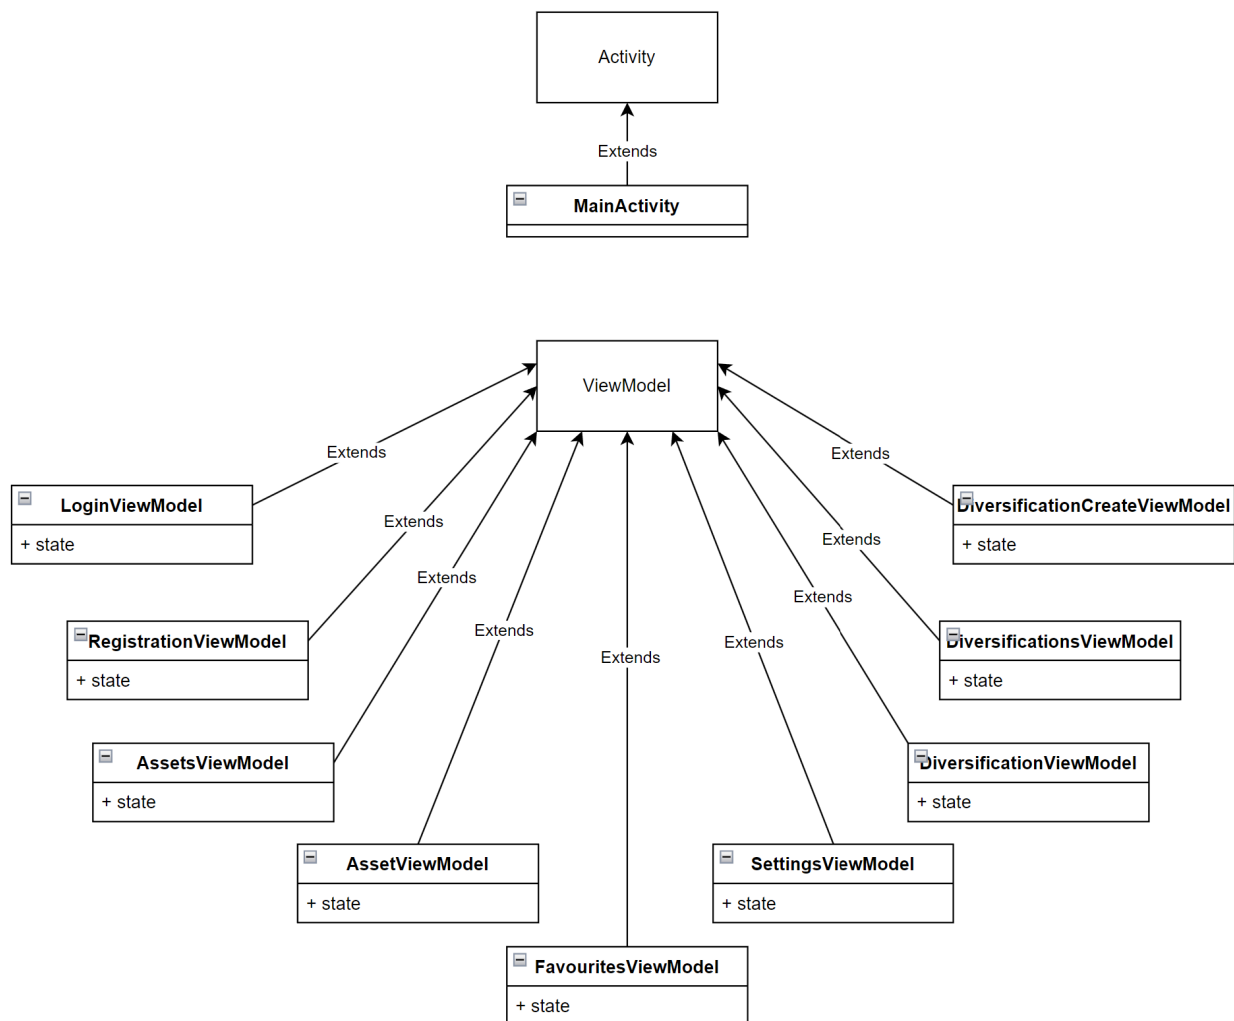 Activity
Extends
MainActivity
ViewModel
Extends
Extends
Extends
Extends
Extends
Extends
Extends
Extends
Extends
LoginViewModel
+ state
DiversificationCreateViewModel
+ state
RegistrationViewModel
+ state
DiversificationsViewModel
+ state
AssetsViewModel
+ state
DiversificationViewModel
+ state
AssetViewModel
+ state
SettingsViewModel
+ state
FavouritesViewModel
+ state